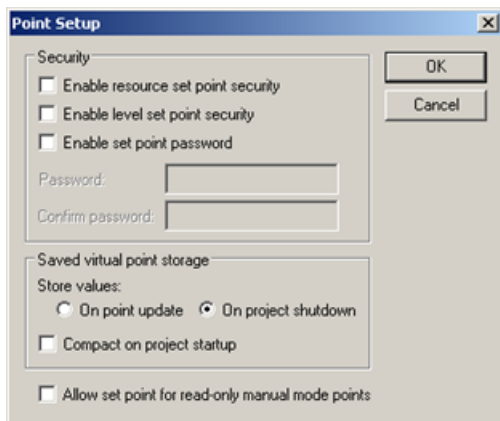 Point Setup
Security
Enable resource set point security
Enable level set point security
Enable set point password
Password:
Confirm password:
OK
Cancel
Saved virtual point storage
Store values:
On point update On project shutdown
Compact on project startup
Allow set point for read-only manual mode points